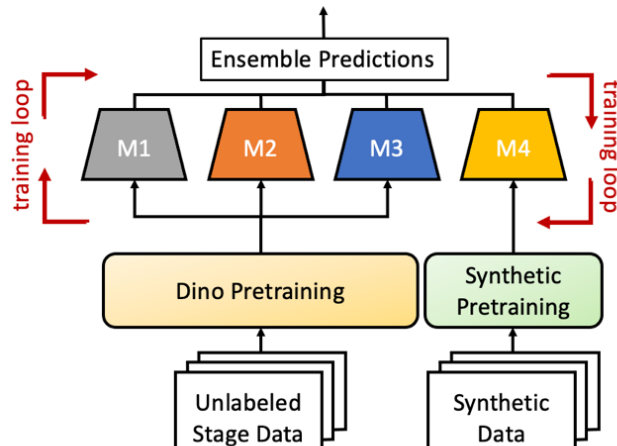 Ensemble Predictions
training loop
training loop
M1
M2
M3
M4
Dino Pretraining
Synthetic
Pretraining
Unlabeled
Stage Data
Synthetic
Data